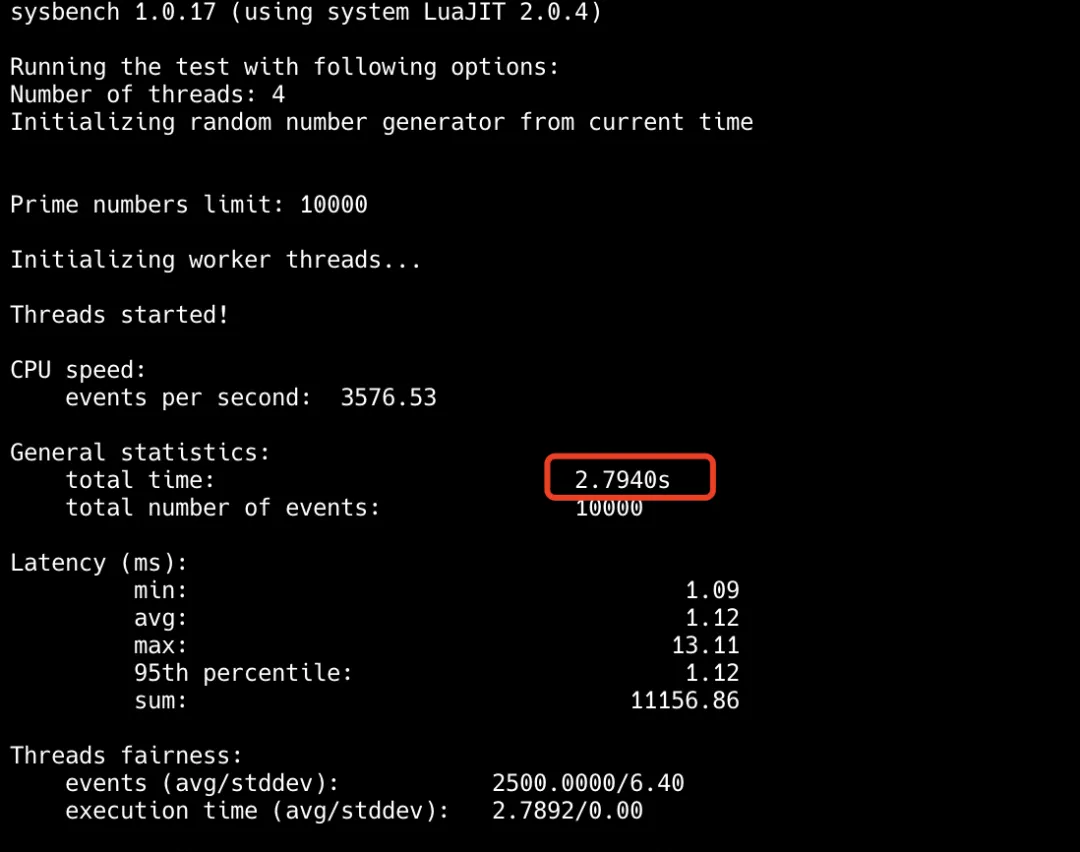 sysbench 1.0.17 (using system LuaJIT 2.0.4)
Running the test with following options:
Number of threads: 4
Initializing random number generator from current time
Prime numbers limit: 10000
Initializing worker threads...
Threads started!
CPU speed:
events per second: 3576.53
General statistics:
total time: 2.7940s
total number of events: 10000
Latency (ms):
min: 1.09
avg: 1.12
max: 13.11
95th percentile: 1.12
sum: 11156.86
Threads fairness:
events (avg/stddev): 2500.0000/6.40
execution time (avg/stddev): 2.7892/0.00